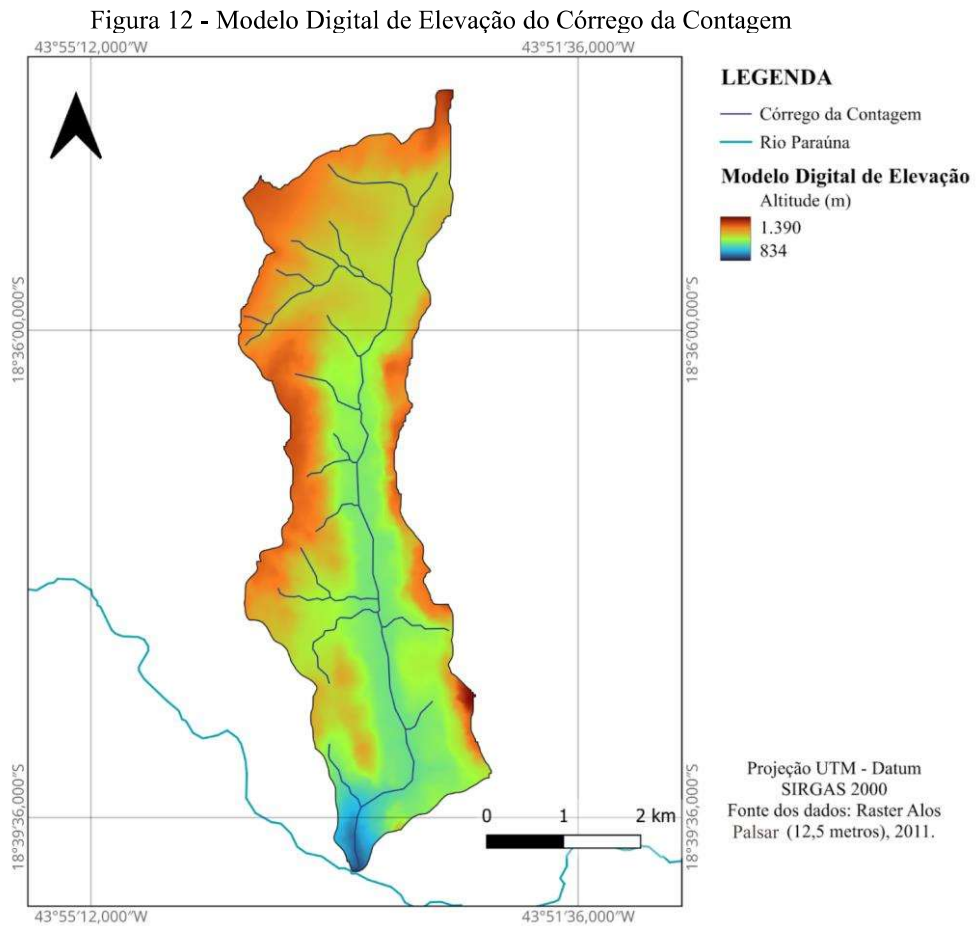 Figura 12 - Modelo Digital de Elevação do Córrego da Contagem
43°55'12,000"W
43°51'36,000"W
LEGENDA
Córrego da Contagem
Rio Paraúna
Modelo Digital de Elevação
Altitude (m)
1.390
834
18°36'00,000"S
18°36'00,000"S
18°39'36,000"S
18°39'36,000"S
0 1 2 km
Projeção UTM - Datum
SIRGAS 2000
Fonte dos dados: Raster Alos
Palsar (12,5 metros), 2011.
43°55'12,000"W
43°51'36,000"W